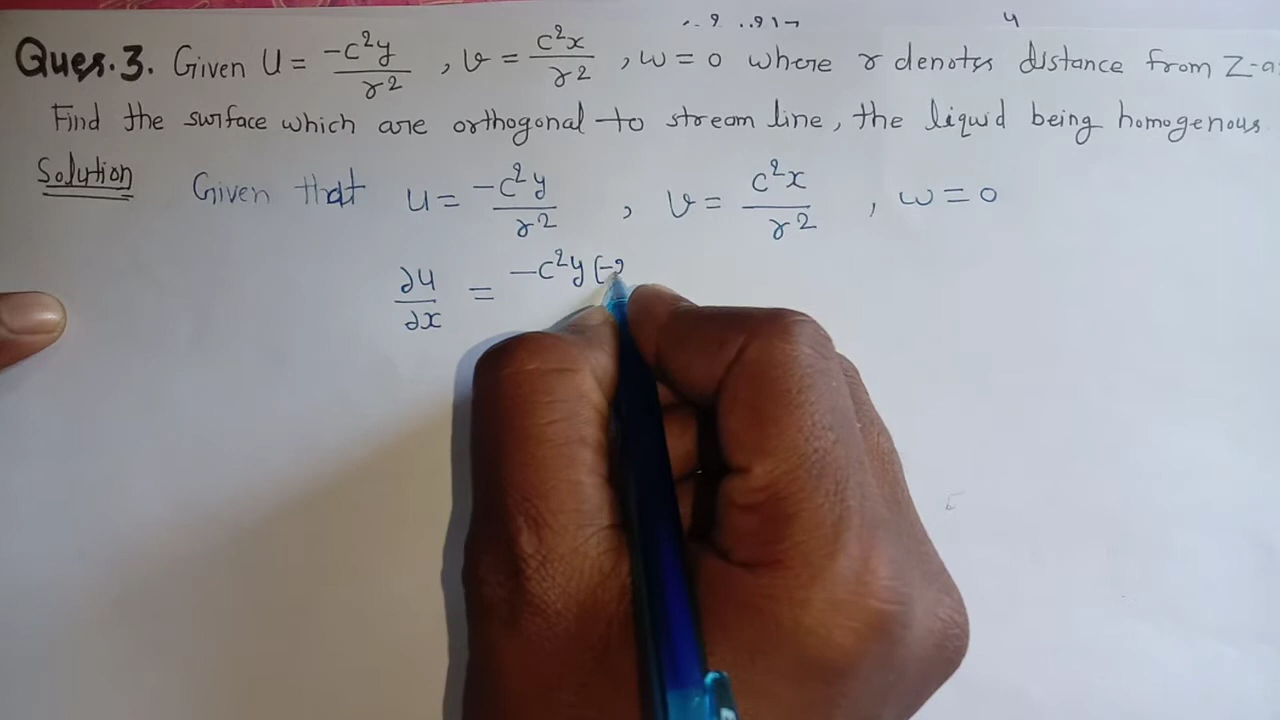 Ques.3. Given U = -c²y/r², v = c²x/r², w = 0 where r denotes distance from Z-a
Find the surface which are orthogonal to stream line, the liquid being homogenous
Solution Given that u = -c²y/r², v = c²x/r², w = 0
∂u/∂x = -c²y(-2